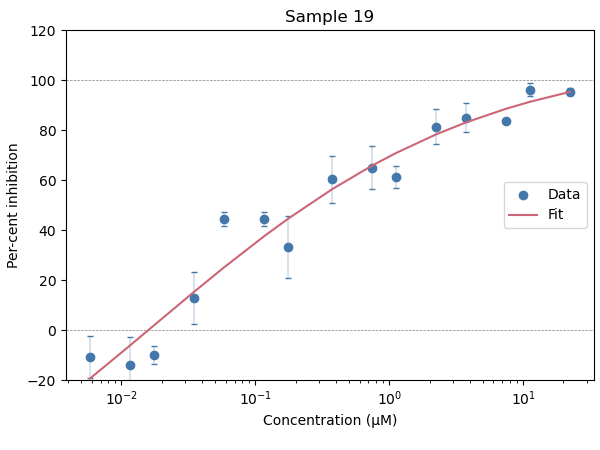 Sample 19
Per-cent inhibition
120
100
80
60
40
20
0
−20
Data
Fit
10⁻²
10⁻¹
10⁰
10¹
Concentration (µM)